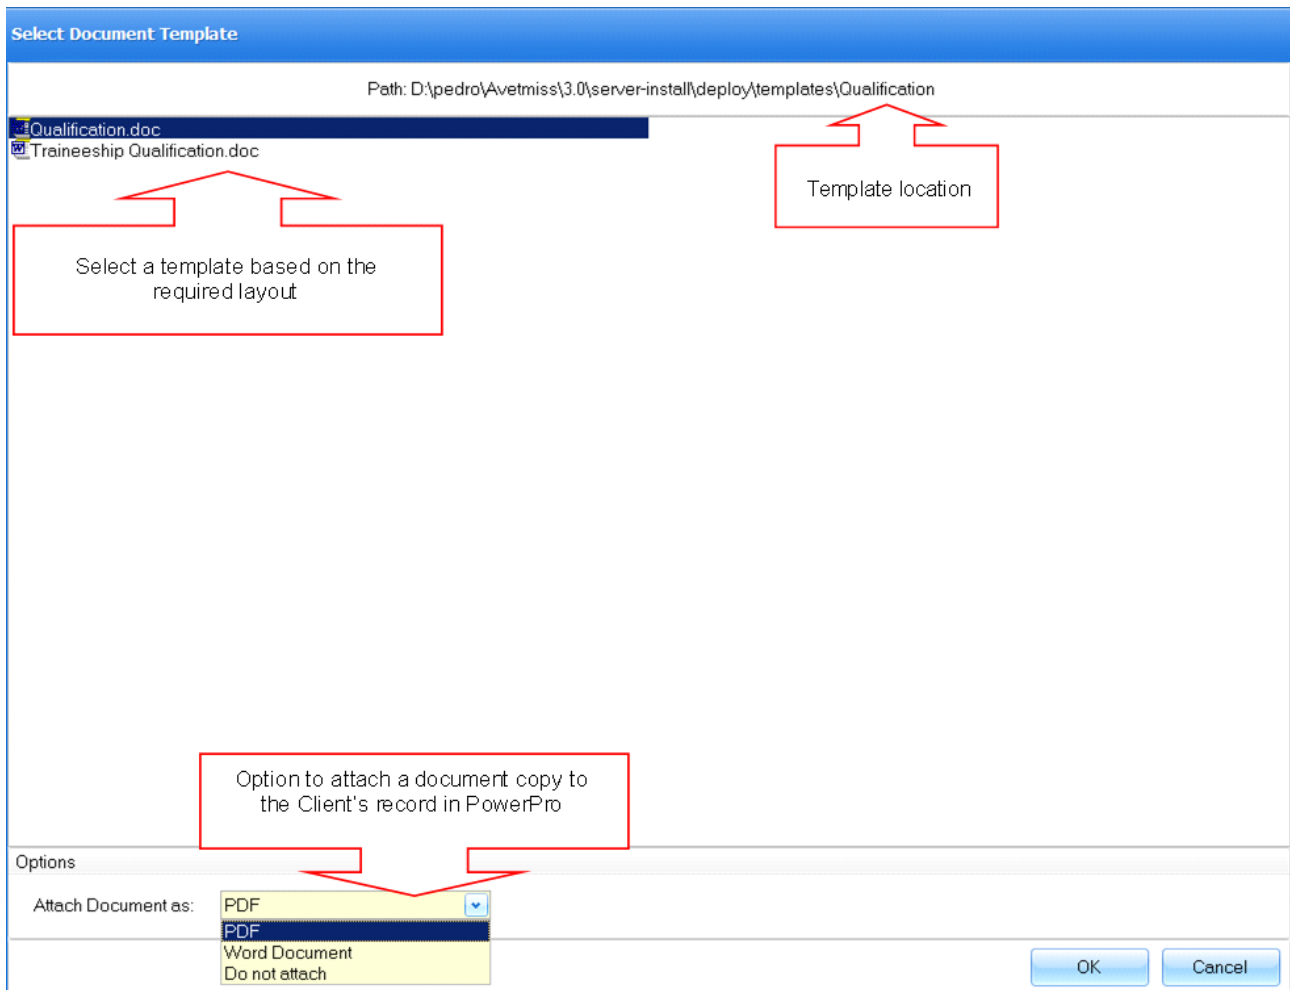 Select Document Template
Path: D:\pedro\Avetmiss\3.0\server-install\deploy\templates\Qualification
Qualification.doc
Traineeship Qualification.doc
Template location
Select a template based on the
required layout
Option to attach a document copy to
the Client's record in PowerPro
Options
Attach Document as:
PDF
PDF
Word Document
Do not attach
OK
Cancel